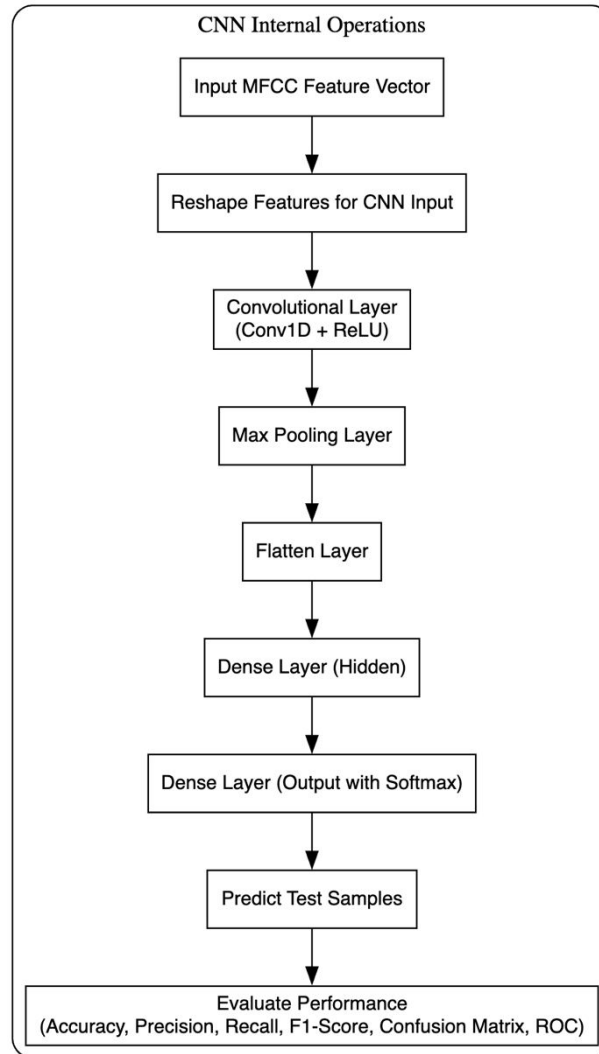 CNN Internal Operations
Input MFCC Feature Vector
Reshape Features for CNN Input
Convolutional Layer
(Conv1D + ReLU)
Max Pooling Layer
Flatten Layer
Dense Layer (Hidden)
Dense Layer (Output with Softmax)
Predict Test Samples
Evaluate Performance
(Accuracy, Precision, Recall, F1-Score, Confusion Matrix, ROC)